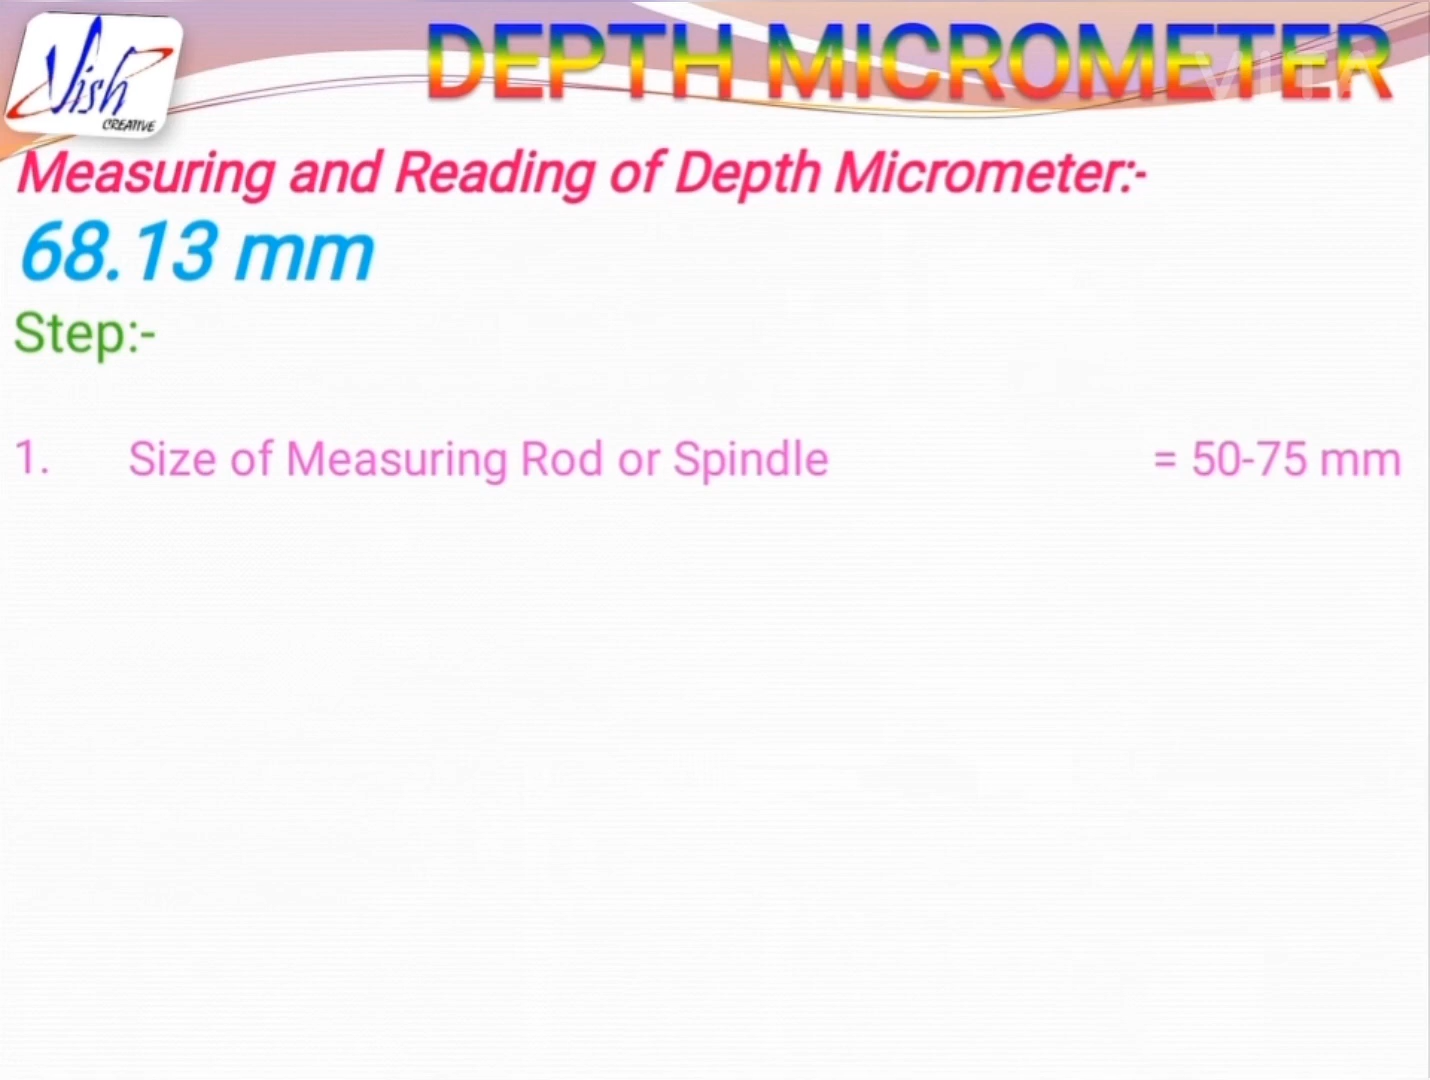 Vish
CREATIVE
DEPTH MICROMETER
VITA
Measuring and Reading of Depth Micrometer:-
68.13 mm
Step:-
1. Size of Measuring Rod or Spindle = 50-75 mm